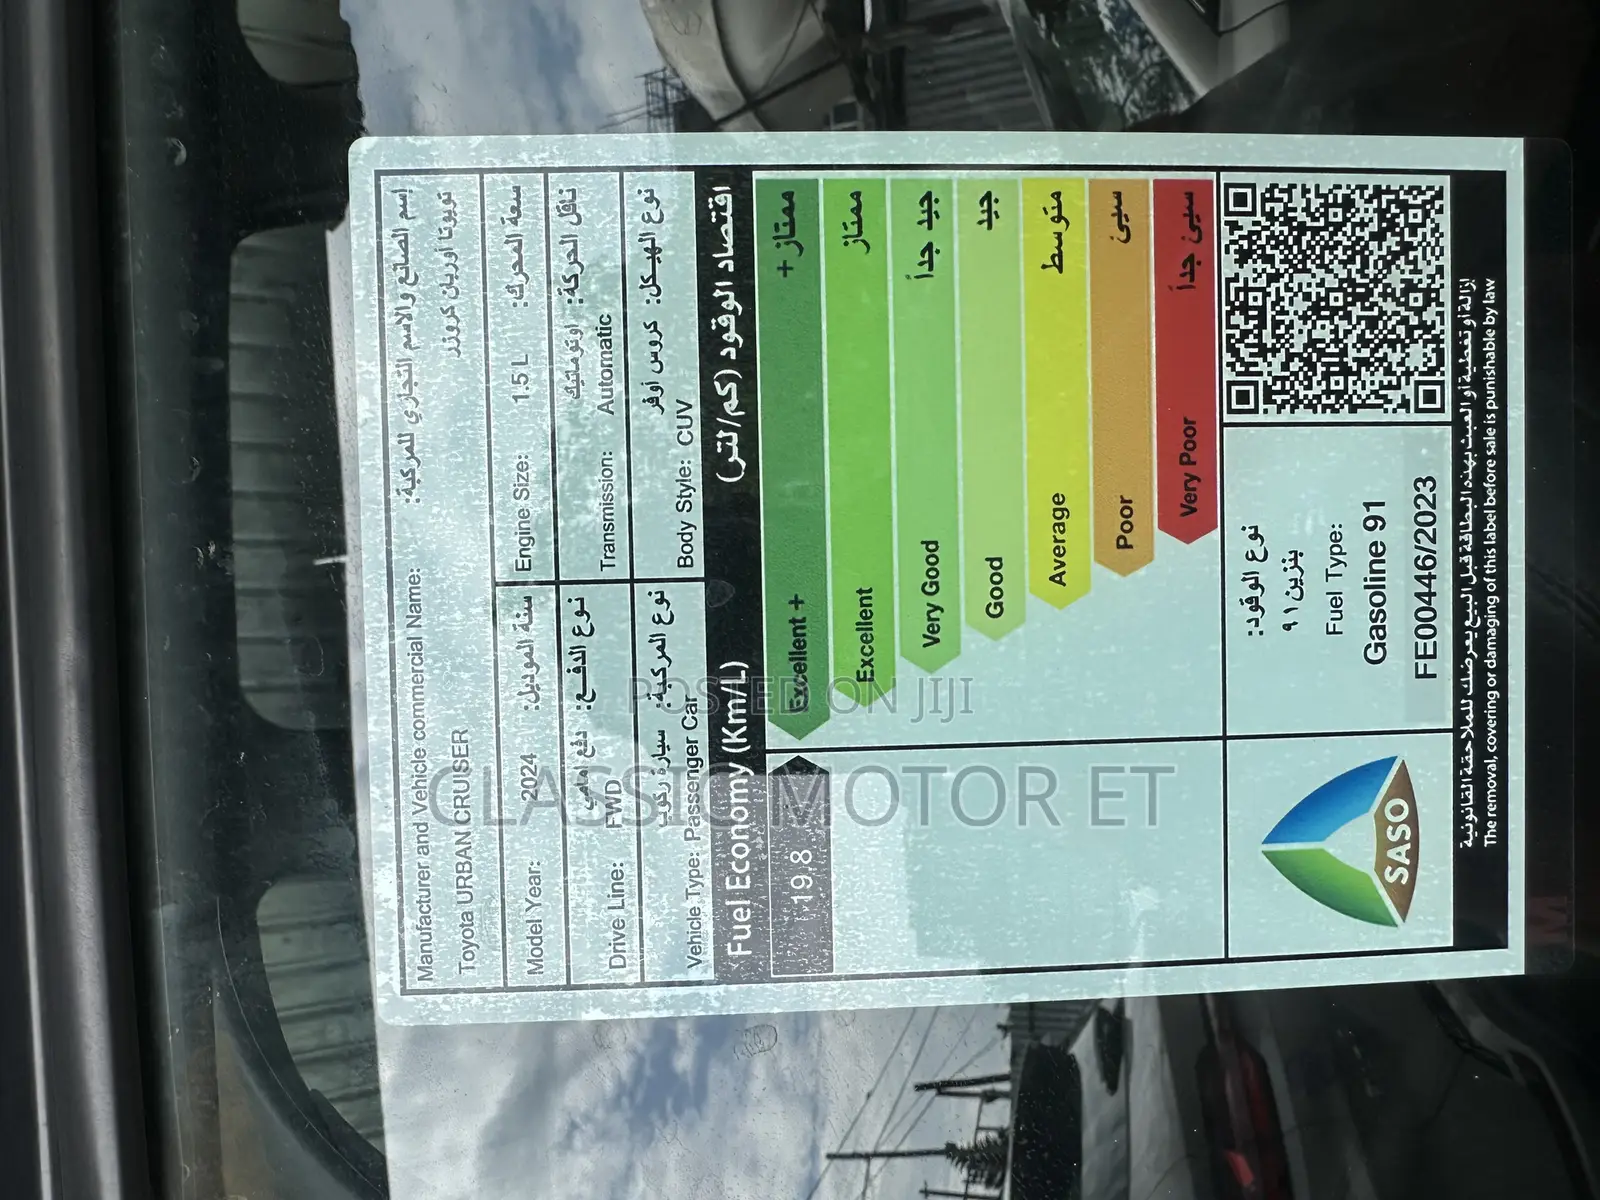 Manufacturer and Vehicle commercial Name: إسم الصانع والاسم التجاري للمركبة:
Toyota URBAN CRUISER تويوتا اوربان كروزر
Model Year: 2024 سنة الموديل:
Engine Size: 1.5 L سعة المحرك:
Drive Line: FWD دفع امامي نوع الدفع:
Transmission: Automatic اوتوماتيك ناقل الحركة:
Vehicle Type: Passenger Car سيارة ركوب نوع المركبة:
Body Style: CUV كروس أوفر نوع الهيكل:
Fuel Economy (Km/L) اقتصاد الوقود (كم/لتر)
19.8
Excellent + ممتاز +
Excellent ممتاز
Very Good جيد جداً
Good جيد
Average متوسط
Poor سيئ
Very Poor سيئ جداً
SASO
نوع الوقود:
بنزين ٩١
Fuel Type:
Gasoline 91
FE00446/2023
إزالة أو تغطية أو العبث بهذه البطاقة قبل البيع يعرضك للملاحقة القانونية
The removal, covering or damaging of this label before sale is punishable by law
POSTED ON JIJI
CLASSIC MOTOR ET